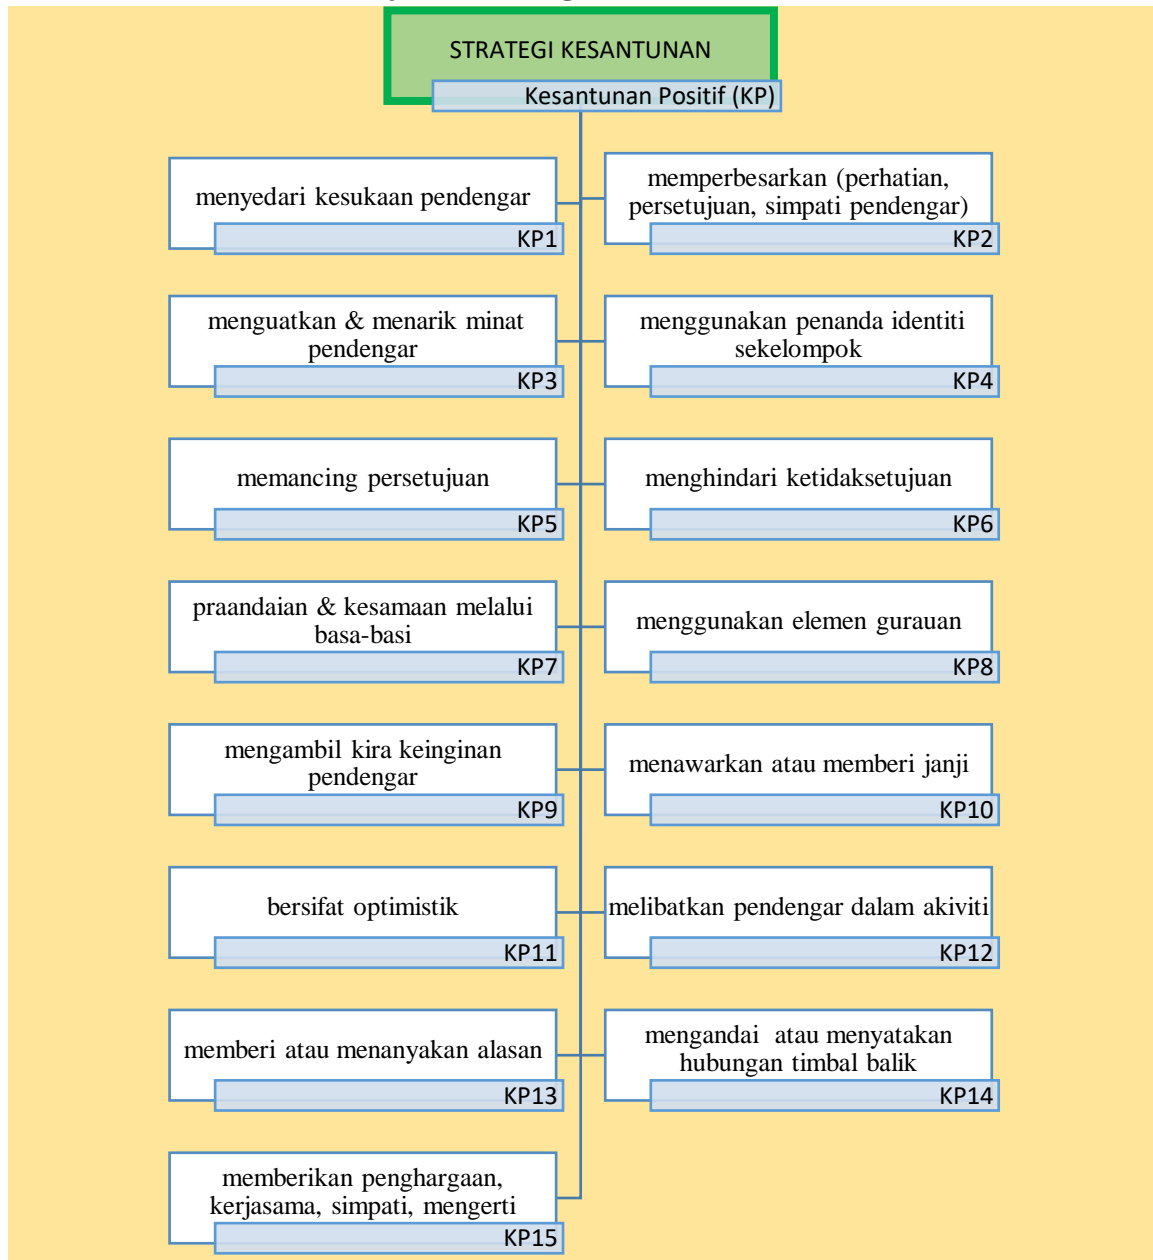 STRATEGI KESANTUNAN
Kesantunan Positif (KP)
menyedari kesukaan pendengar
KP1
memperbesarkan (perhatian,
persetujuan, simpati pendengar)
KP2
menguatkan & menarik minat
pendengar
KP3
menggunakan penanda identiti
sekelompok
KP4
memancing persetujuan
KP5
menghindari ketidaksetujuan
KP6
praandaian & kesamaan melalui
basa-basi
KP7
menggunakan elemen gurauan
KP8
mengambil kira keinginan
pendengar
KP9
menawarkan atau memberi janji
KP10
bersifat optimistik
KP11
melibatkan pendengar dalam akiviti
KP12
memberi atau menanyakan alasan
KP13
mengandai atau menyatakan
hubungan timbal balik
KP14
memberikan penghargaan,
kerjasama, simpati, mengerti
KP15